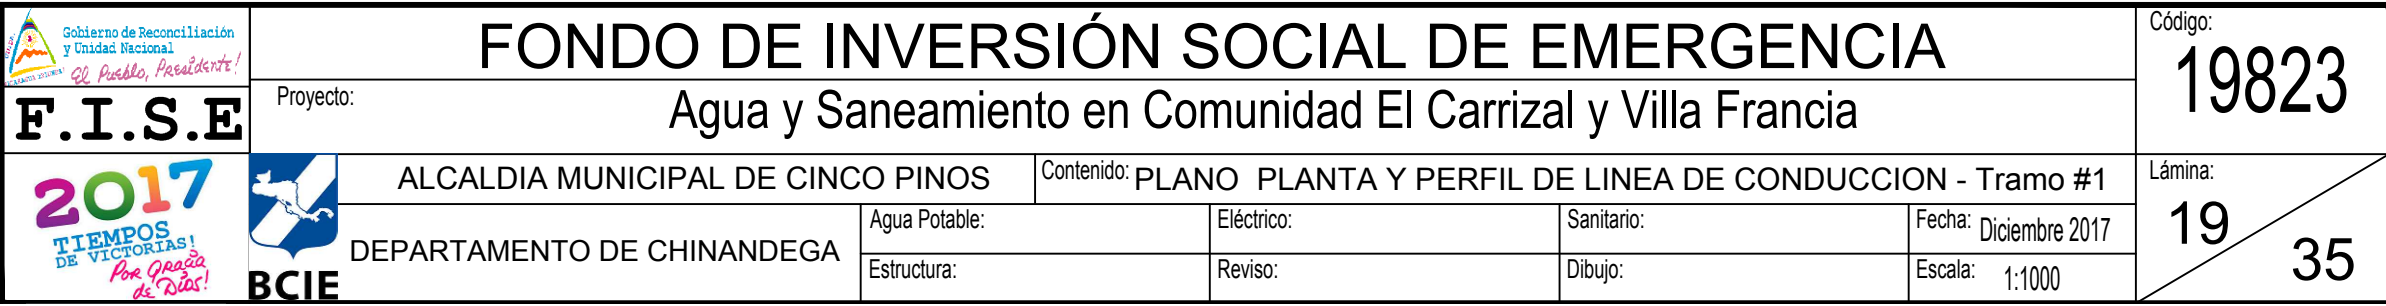 Gobierno de Reconciliación
y Unidad Nacional
El Pueblo, Presidente!
F.I.S.E
FONDO DE INVERSIÓN SOCIAL DE EMERGENCIA
Código:
19823
Proyecto:
Agua y Saneamiento en Comunidad El Carrizal y Villa Francia
2017
TIEMPOS
DE VICTORIAS!
Por Gracia
de Dios!
BCIE
ALCALDIA MUNICIPAL DE CINCO PINOS
Contenido: PLANO PLANTA Y PERFIL DE LINEA DE CONDUCCION - Tramo #1
Lámina:
19
35
DEPARTAMENTO DE CHINANDEGA
Agua Potable:
Eléctrico:
Sanitario:
Fecha: Diciembre 2017
Estructura:
Reviso:
Dibujo:
Escala: 1:1000